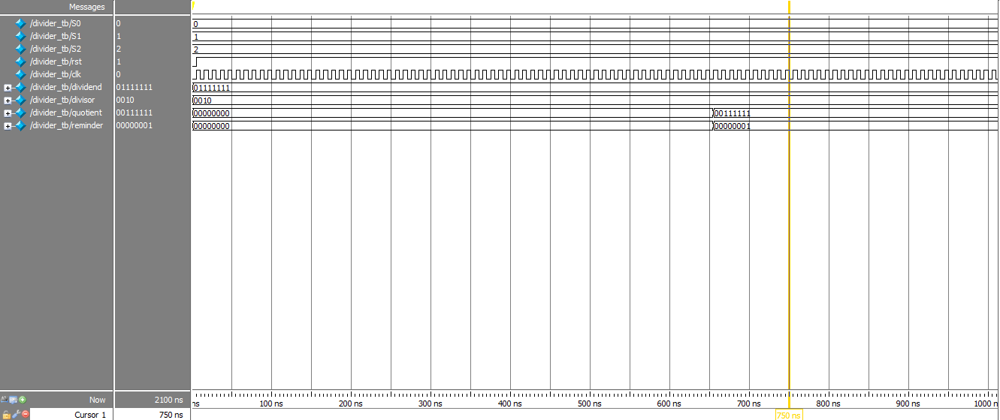 Messages
/divider_tb/S0 0 0
/divider_tb/S1 1 1
/divider_tb/S2 2 2
/divider_tb/rst 1
/divider_tb/clk 0
/divider_tb/dividend 01111111 01111111
/divider_tb/divisor 0010 0010
/divider_tb/quotient 00111111 00000000 00111111
/divider_tb/reminder 00000001 00000000 00000001
Now 2100 ns ns 100 ns 200 ns 300 ns 400 ns 500 ns 600 ns 700 ns 800 ns 900 ns 1000 n
Cursor 1 750 ns 750 ns